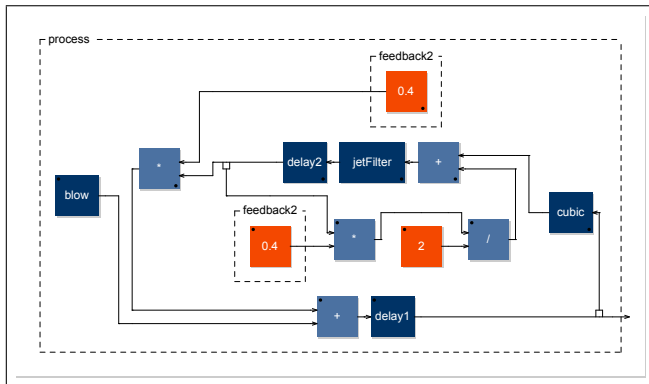 process
feedback2
0.4
*
delay2
jetFilter
+
blow
cubic
feedback2
0.4
*
2
/
+
delay1